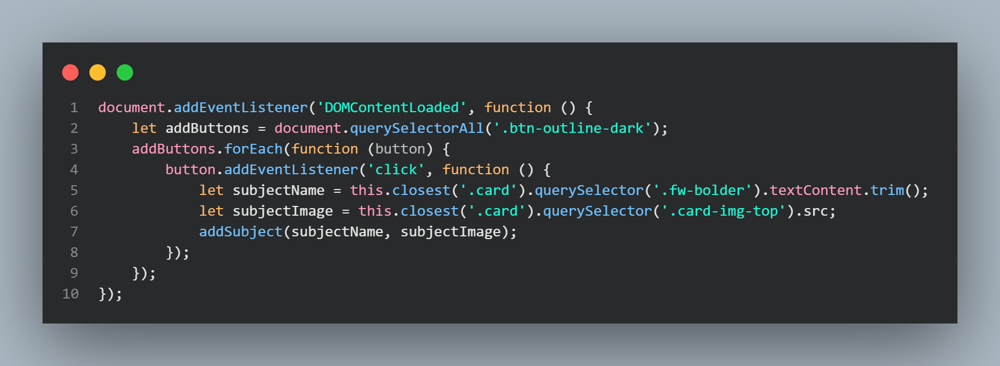 1 document.addEventListener('DOMContentLoaded', function () {
2     let addButtons = document.querySelectorAll('.btn-outline-dark');
3     addButtons.forEach(function (button) {
4         button.addEventListener('click', function () {
5             let subjectName = this.closest('.card').querySelector('.fw-bolder').textContent.trim();
6             let subjectImage = this.closest('.card').querySelector('.card-img-top').src;
7             addSubject(subjectName, subjectImage);
8         });
9     });
10 });